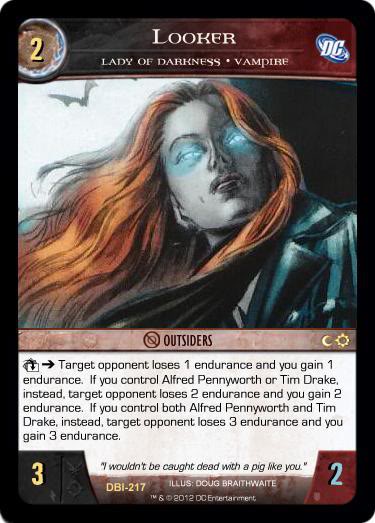 2
LOOKER
DC
LADY OF DARKNESS • VAMPIRE
OUTSIDERS
➔ Target opponent loses 1 endurance and you gain 1
endurance. If you control Alfred Pennyworth or Tim Drake,
instead, target opponent loses 2 endurance and you gain 2
endurance. If you control both Alfred Pennyworth and Tim
Drake, instead, target opponent loses 3 endurance and you
gain 3 endurance.
"I wouldn't be caught dead with a pig like you."
3
DBI-217
ILLUS: DOUG BRAITHWAITE
2
™ & © 2012 DC Entertainment